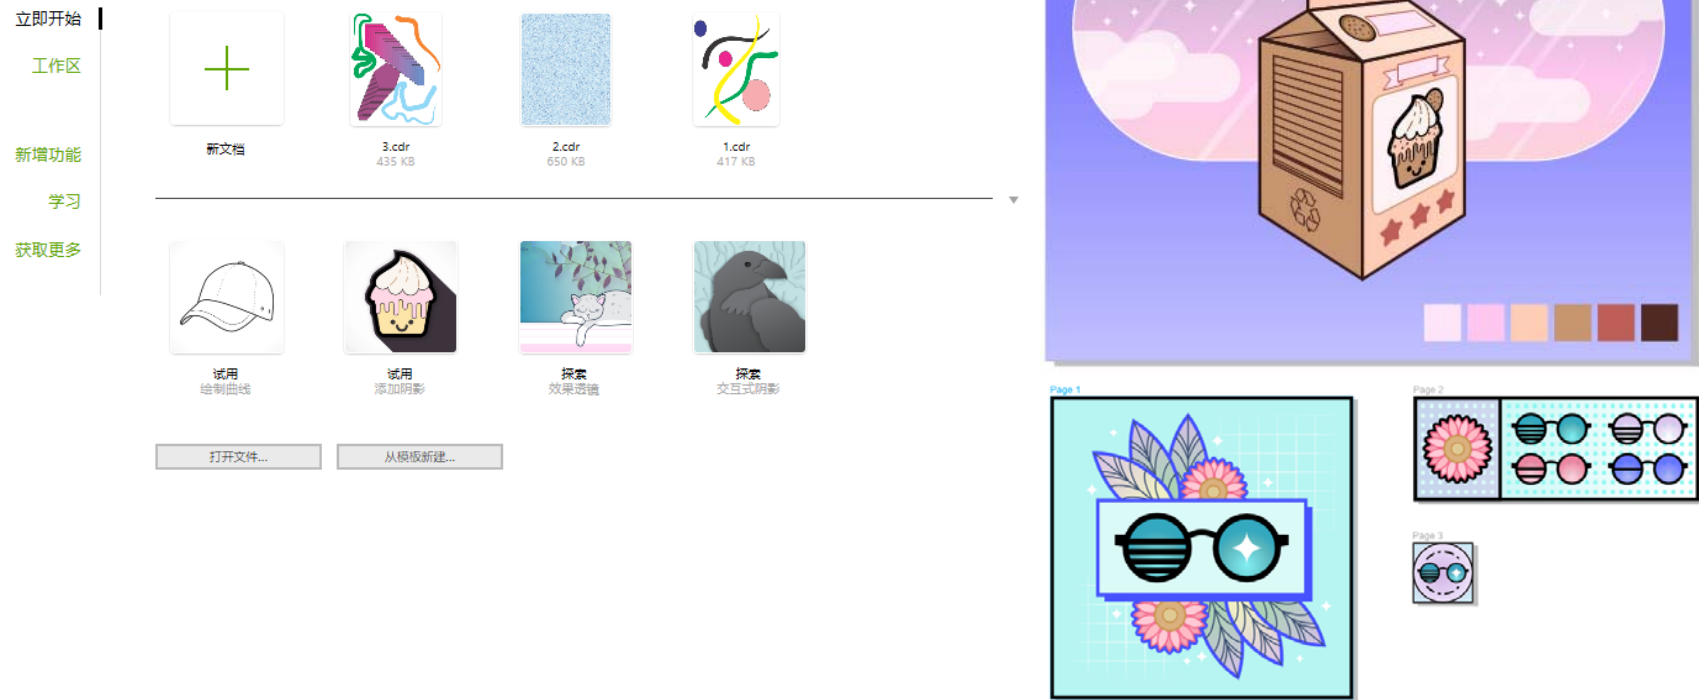 立即开始
工作区
新增功能
学习
获取更多
新文档
3.cdr
435 KB
2.cdr
650 KB
1.cdr
417 KB
试用
绘制曲线
试用
添加阴影
探索
效果透镜
探索
交互式阴影
打开文件...
从模板新建...
Page 1
Page 2
Page 3